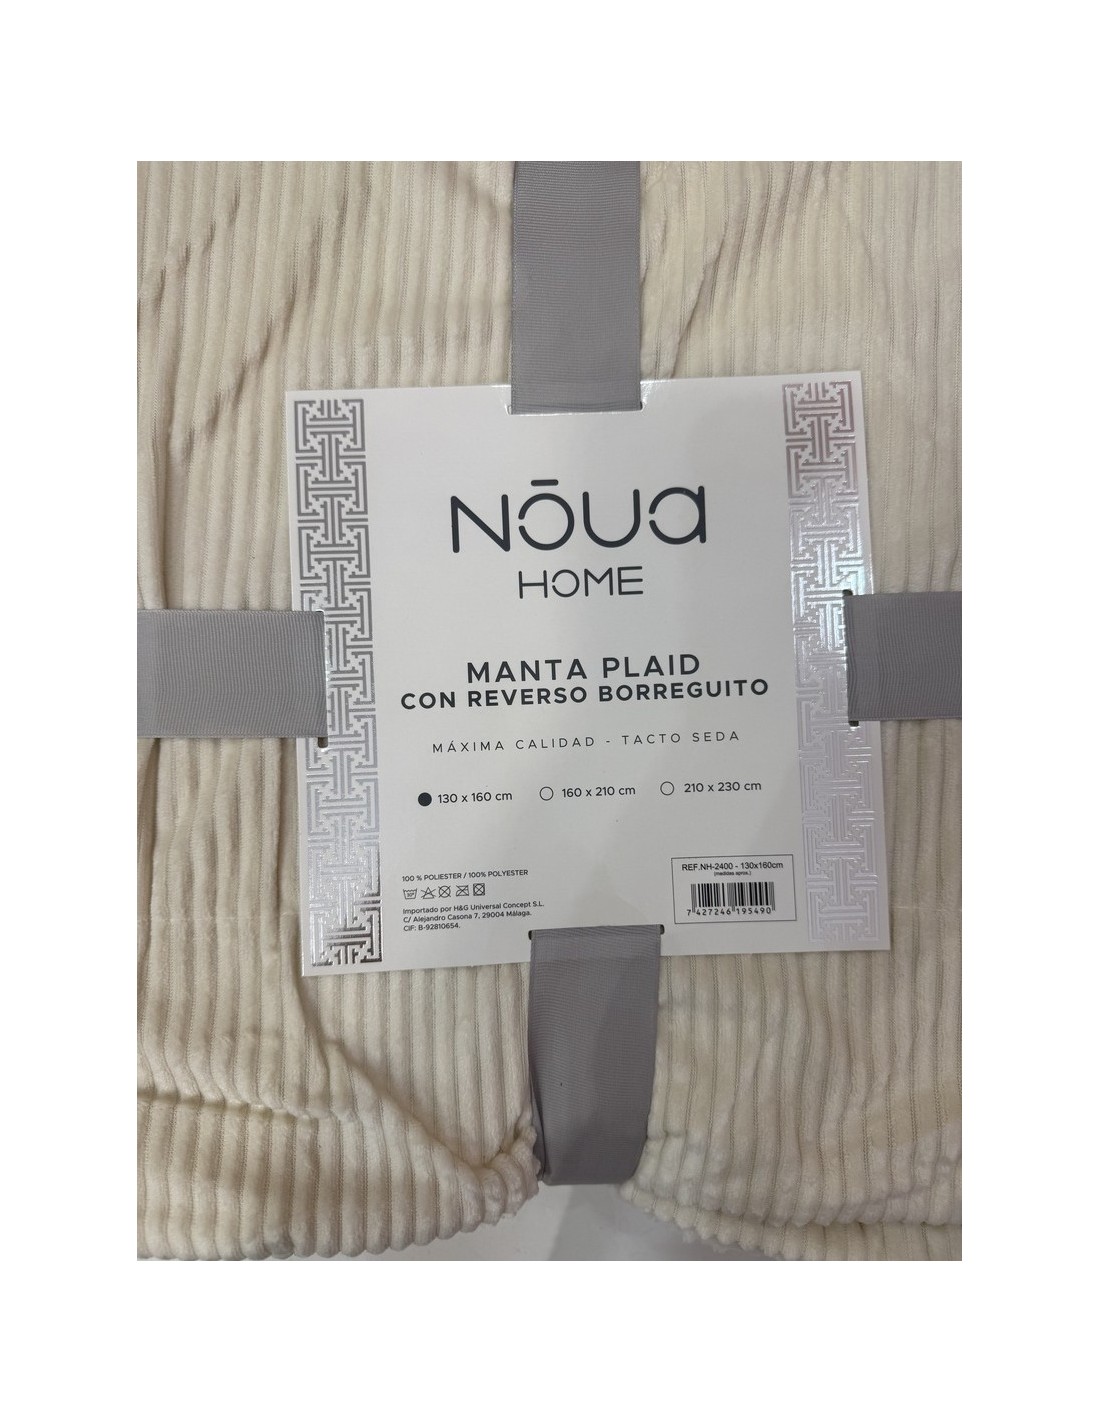 NŌUA
HOME
MANTA PLAID
CON REVERSO BORREGUITO
MÁXIMA CALIDAD - TACTO SEDA
130 x 160 cm 160 x 210 cm 210 x 230 cm
100 % POLIESTER / 100% POLYESTER
Importado por H&G Universal Concept S.L.
C/ Alejandro Casona 7, 29004 Málaga.
CIF: B-92810654.
REF.NH-2400 - 130x160cm
(medidas aprox.)
7 427246 195490